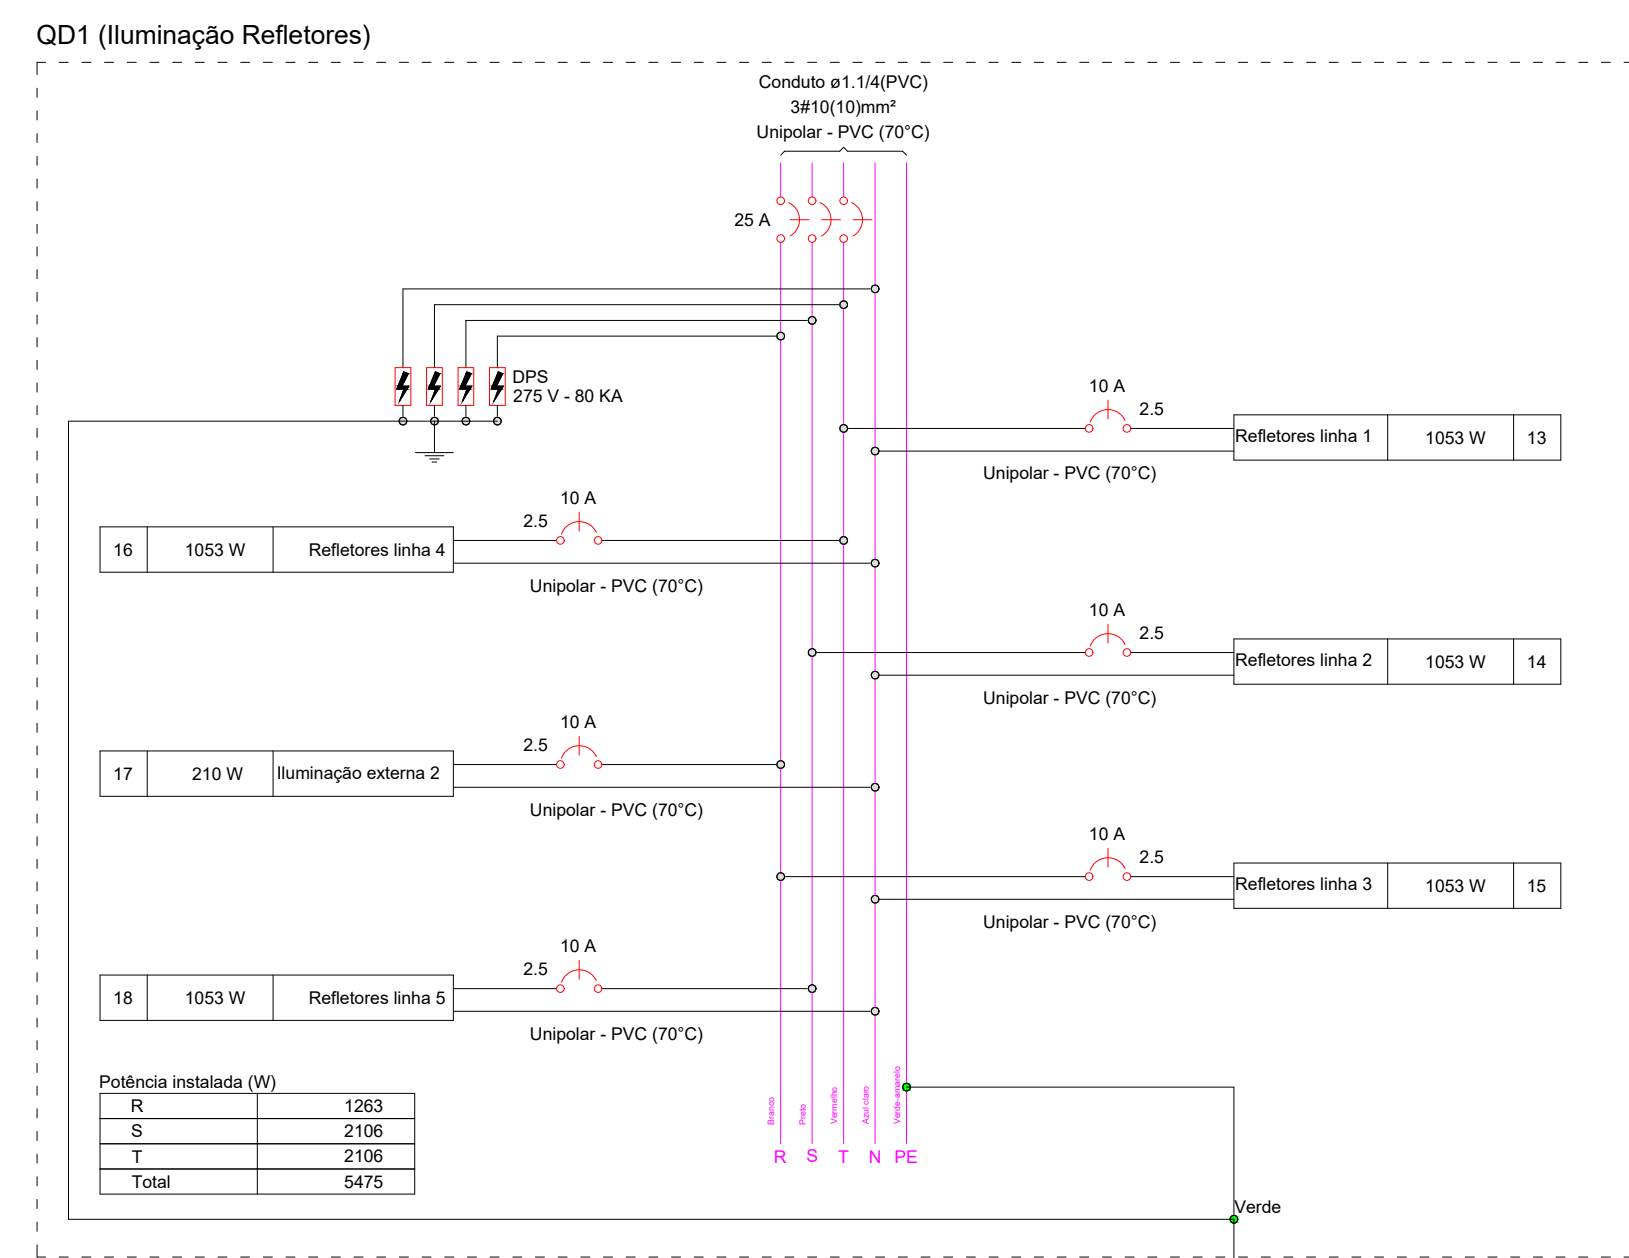 QD1 (Iluminação Refletores)
Conduto ø1.1/4(PVC)
3#10(10)mm²
Unipolar - PVC (70°C)
25 A
DPS
275 V - 80 KA
10 A
2.5
Refletores linha 1 1053 W 13
Unipolar - PVC (70°C)
10 A
2.5
16 1053 W Refletores linha 4
Unipolar - PVC (70°C)
10 A
2.5
Refletores linha 2 1053 W 14
Unipolar - PVC (70°C)
10 A
2.5
17 210 W Iluminação externa 2
Unipolar - PVC (70°C)
10 A
2.5
Refletores linha 3 1053 W 15
Unipolar - PVC (70°C)
10 A
2.5
18 1053 W Refletores linha 5
Unipolar - PVC (70°C)
Potência instalada (W)
R 1263
S 2106
T 2106
Total 5475
Branco
Preto
Vermelho
Azul claro
Verde-amarelo
R S T N PE
Verde